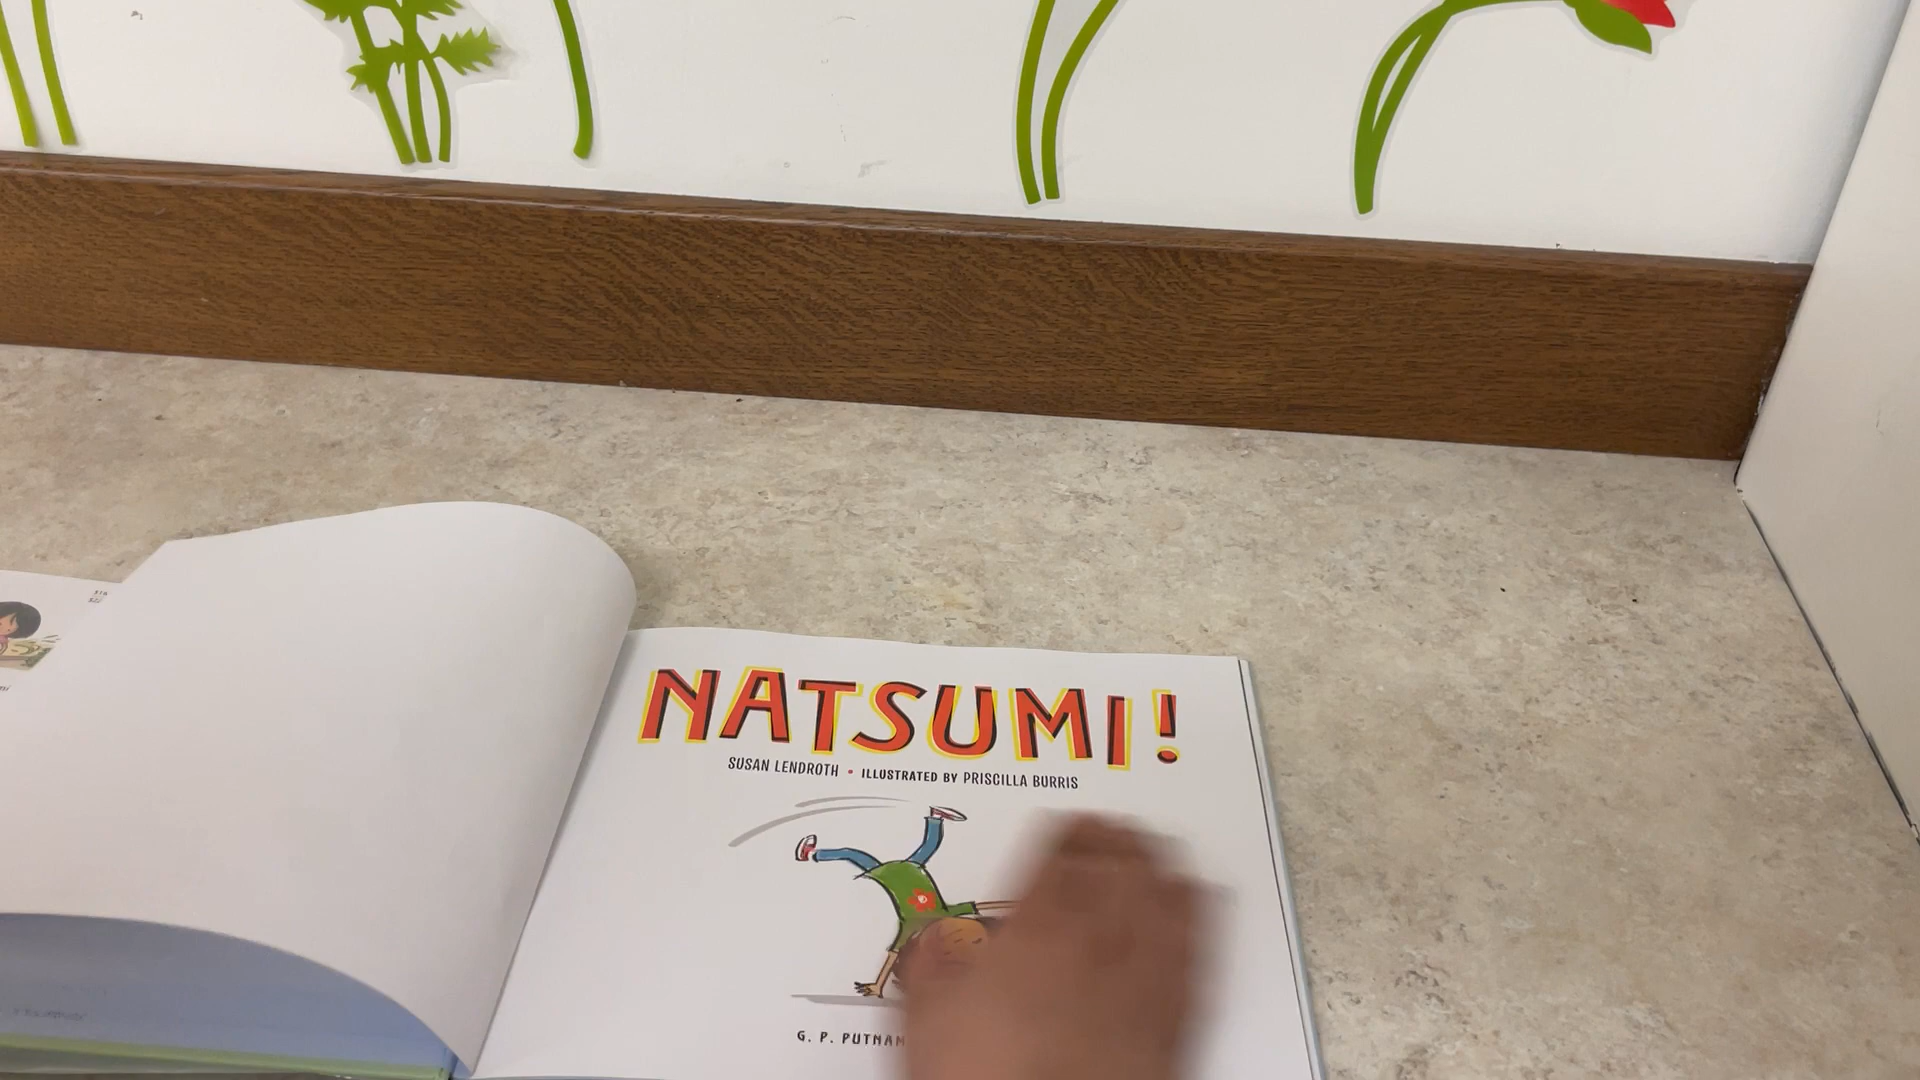 NATSUMI!
SUSAN LENDROTH • ILLUSTRATED BY PRISCILLA BURRIS
G. P. PUTNAM